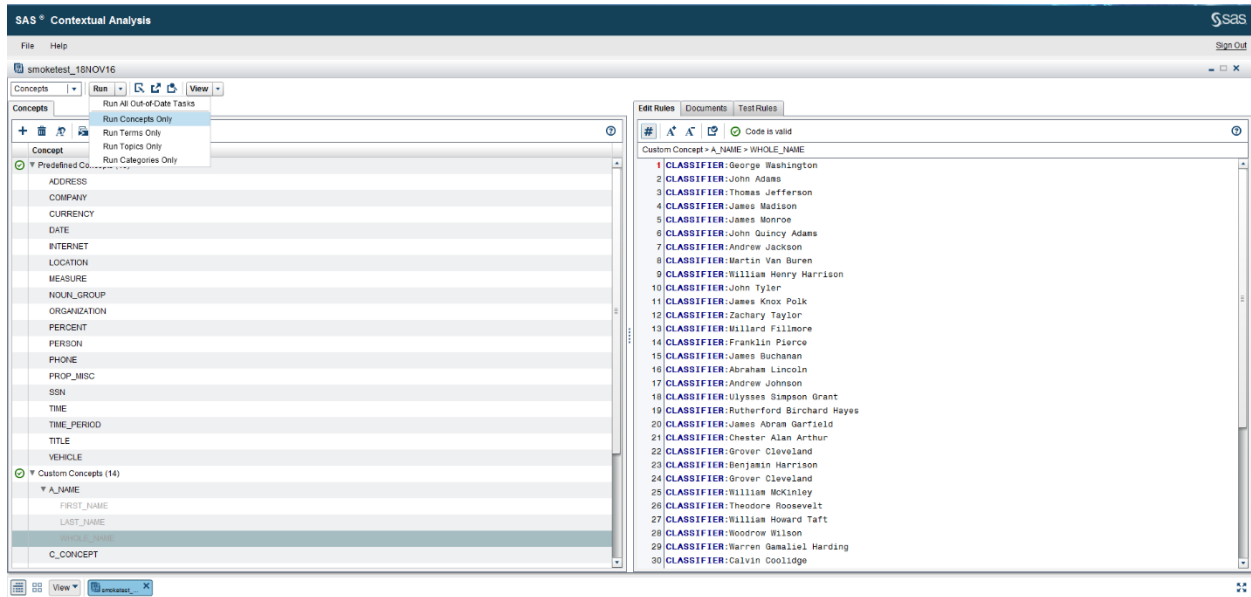 SAS ® Contextual Analysis
sas
File Help
Sign Out
smoketest_18NOV16
Concepts Run View
Run All Out-of-Date Tasks
Run Concepts Only
Run Terms Only
Run Topics Only
Run Categories Only
Concepts
Concept
Predefined Co
ADDRESS
COMPANY
CURRENCY
DATE
INTERNET
LOCATION
MEASURE
NOUN_GROUP
ORGANIZATION
PERCENT
PERSON
PHONE
PROP_MISC
SSN
TIME
TIME_PERIOD
TITLE
VEHICLE
Custom Concepts (14)
A_NAME
FIRST_NAME
LAST_NAME
WHOLE_NAME
C_CONCEPT
Edit Rules Documents Test Rules
# A A Code is valid
Custom Concept > A_NAME > WHOLE_NAME
1 CLASSIFIER:George Washington
2 CLASSIFIER:John Adams
3 CLASSIFIER:Thomas Jefferson
4 CLASSIFIER:James Madison
5 CLASSIFIER:James Monroe
6 CLASSIFIER:John Quincy Adams
7 CLASSIFIER:Andrew Jackson
8 CLASSIFIER:Martin Van Buren
9 CLASSIFIER:William Henry Harrison
10 CLASSIFIER:John Tyler
11 CLASSIFIER:James Knox Polk
12 CLASSIFIER:Zachary Taylor
13 CLASSIFIER:Millard Fillmore
14 CLASSIFIER:Franklin Pierce
15 CLASSIFIER:James Buchanan
16 CLASSIFIER:Abraham Lincoln
17 CLASSIFIER:Andrew Johnson
18 CLASSIFIER:Ulysses Simpson Grant
19 CLASSIFIER:Rutherford Birchard Hayes
20 CLASSIFIER:James Abram Garfield
21 CLASSIFIER:Chester Alan Arthur
22 CLASSIFIER:Grover Cleveland
23 CLASSIFIER:Benjamin Harrison
24 CLASSIFIER:Grover Cleveland
25 CLASSIFIER:William McKinley
26 CLASSIFIER:Theodore Roosevelt
27 CLASSIFIER:William Howard Taft
28 CLASSIFIER:Woodrow Wilson
29 CLASSIFIER:Warren Gamaliel Harding
30 CLASSIFIER:Calvin Coolidge
View smoketest_...